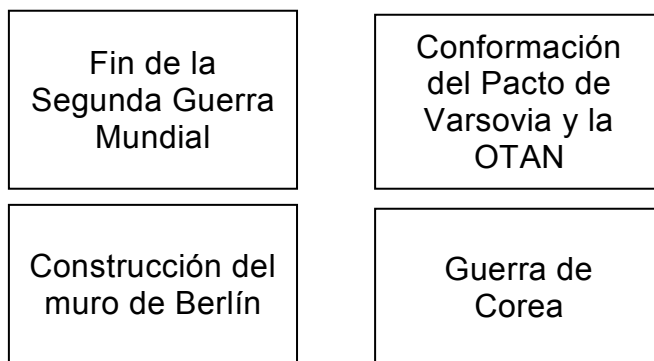 Fin de la
Segunda Guerra
Mundial
Conformación
del Pacto de
Varsovia y la
OTAN
Construcción del
muro de Berlín
Guerra de
Corea